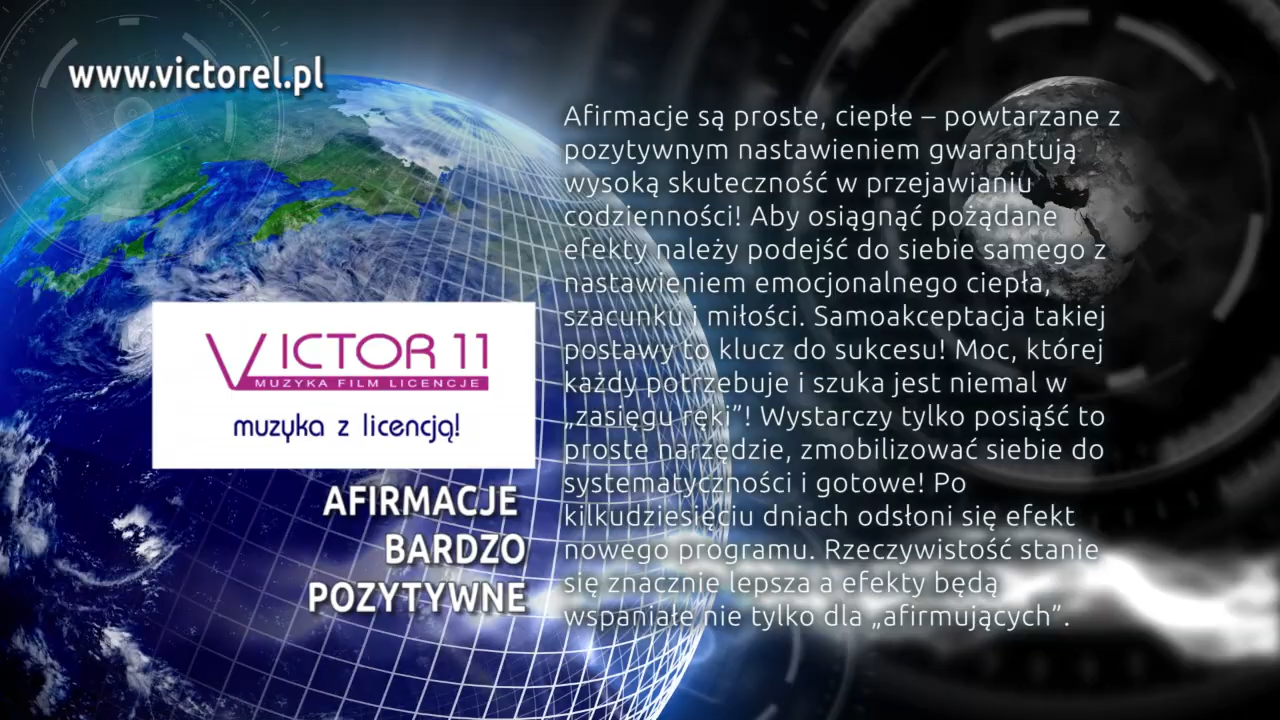 www.victorel.pl
VICTOR 11
MUZYKA FILM LICENCJE
muzyka z licencją!
AFIRMACJE
BARDZO
POZYTYWNE
Afirmacje są proste, ciepłe – powtarzane z
pozytywnym nastawieniem gwarantują
wysoką skuteczność w przejawianiu
codzienności! Aby osiągnąć pożądane
efekty należy podejść do siebie samego z
nastawieniem emocjonalnego ciepła,
szacunku i miłości. Samoakceptacja takiej
postawy to klucz do sukcesu! Moc, której
każdy potrzebuje i szuka jest niemal w
„zasięgu ręki”! Wystarczy tylko posiąść to
proste narzędzie, zmobilizować siebie do
systematyczności i gotowe! Po
kilkudziesięciu dniach odsłoni się efekt
nowego programu. Rzeczywistość stanie
się znacznie lepsza a efekty będą
wspaniałe nie tylko dla „afirmujących”.